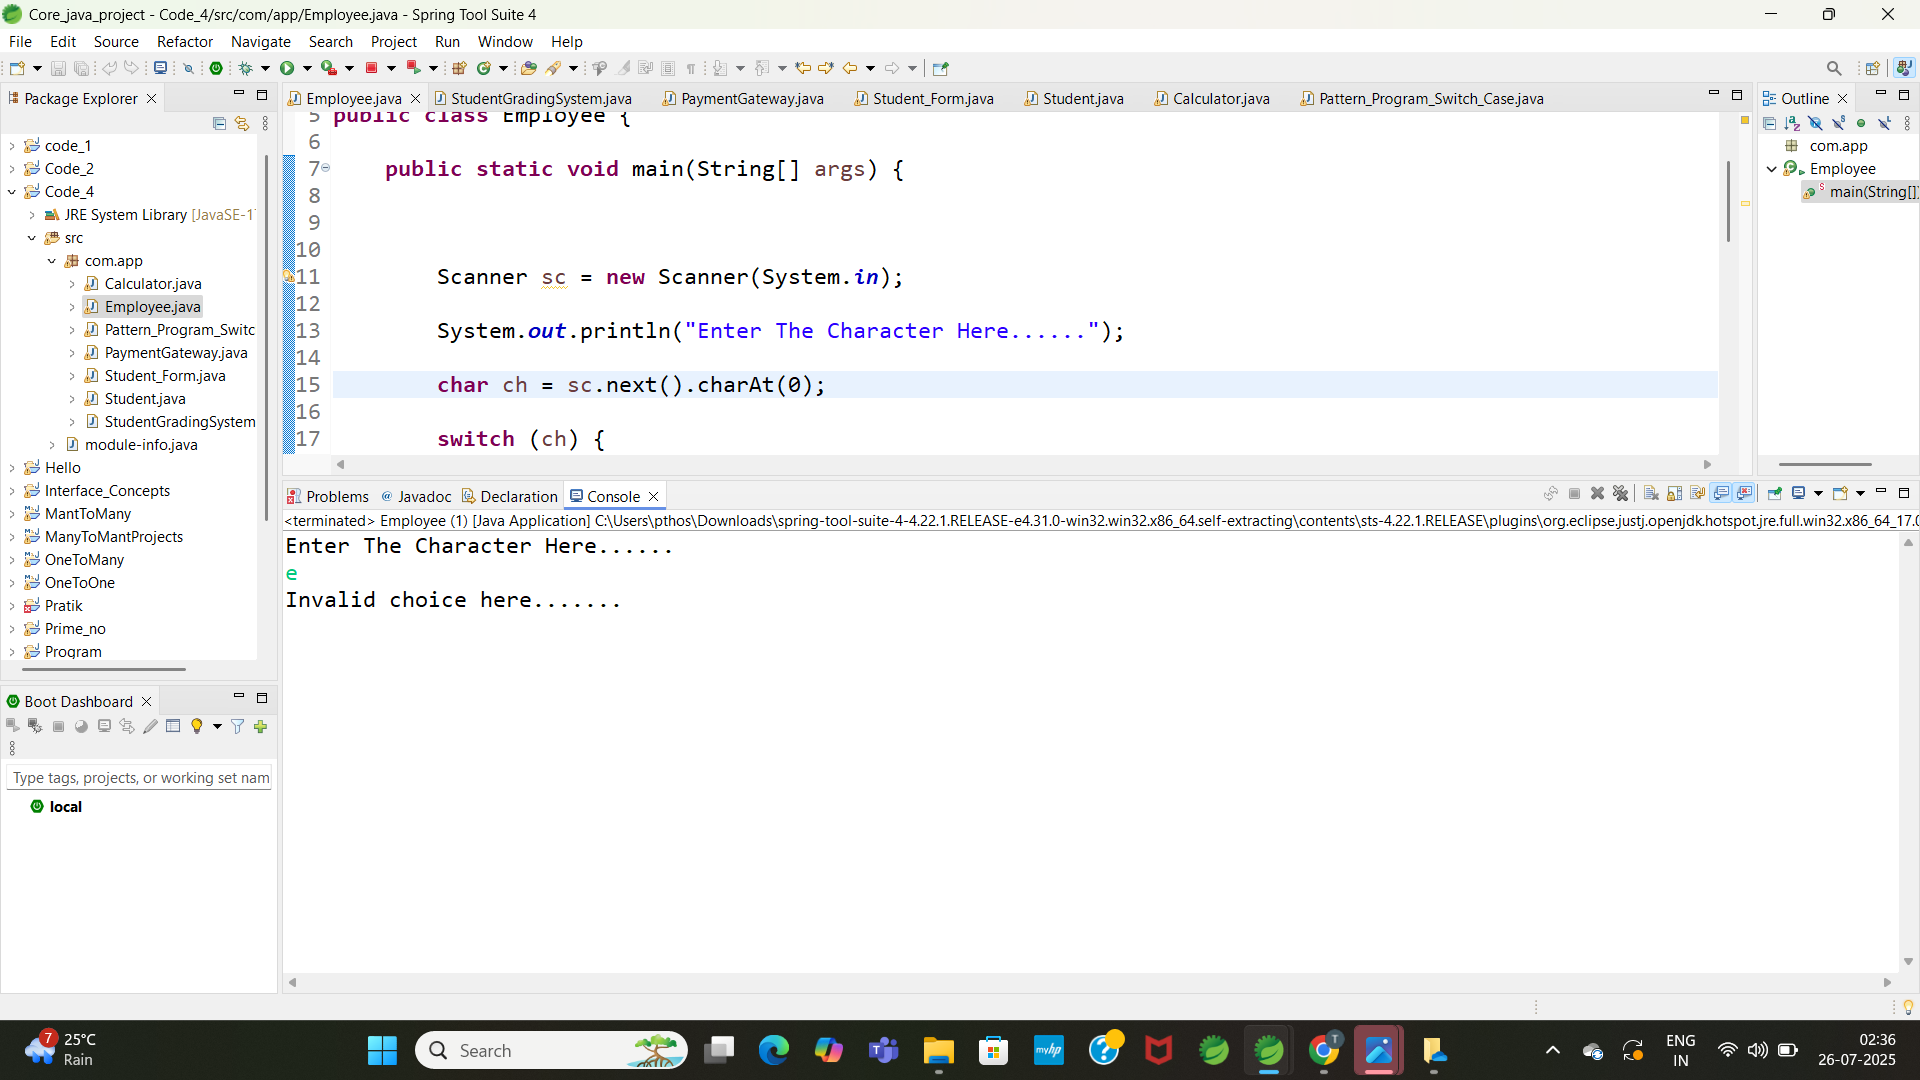 Core_java_project - Code_4/src/com/app/Employee.java - Spring Tool Suite 4
File Edit Source Refactor Navigate Search Project Run Window Help
Package Explorer
code_1
Code_2
Code_4
JRE System Library [JavaSE-1
src
com.app
Calculator.java
Employee.java
Pattern_Program_Switc
PaymentGateway.java
Student_Form.java
Student.java
StudentGradingSystem
module-info.java
Hello
Interface_Concepts
MantToMany
ManyToMantProjects
OneToMany
OneToOne
Pratik
Prime_no
Program
Boot Dashboard
Type tags, projects, or working set nam
local
Employee.java StudentGradingSystem.java PaymentGateway.java Student_Form.java Student.java Calculator.java Pattern_Program_Switch_Case.java
5 public class Employee {
6
7 public static void main(String[] args) {
8
9
10
11 Scanner sc = new Scanner(System.in);
12
13 System.out.println("Enter The Character Here......");
14
15 char ch = sc.next().charAt(0);
16
17 switch (ch) {
Outline
com.app
Employee
main(String[]
Problems @ Javadoc Declaration Console
<terminated> Employee (1) [Java Application] C:\Users\pthos\Downloads\spring-tool-suite-4-4.22.1.RELEASE-e4.31.0-win32.win32.x86_64.self-extracting\contents\sts-4.22.1.RELEASE\plugins\org.eclipse.justj.openjdk.hotspot.jre.full.win32.x86_64_17.0
Enter The Character Here......
e
Invalid choice here.......
7
25°C
Rain
Search
myhp
T
ENG
IN
02:36
26-07-2025